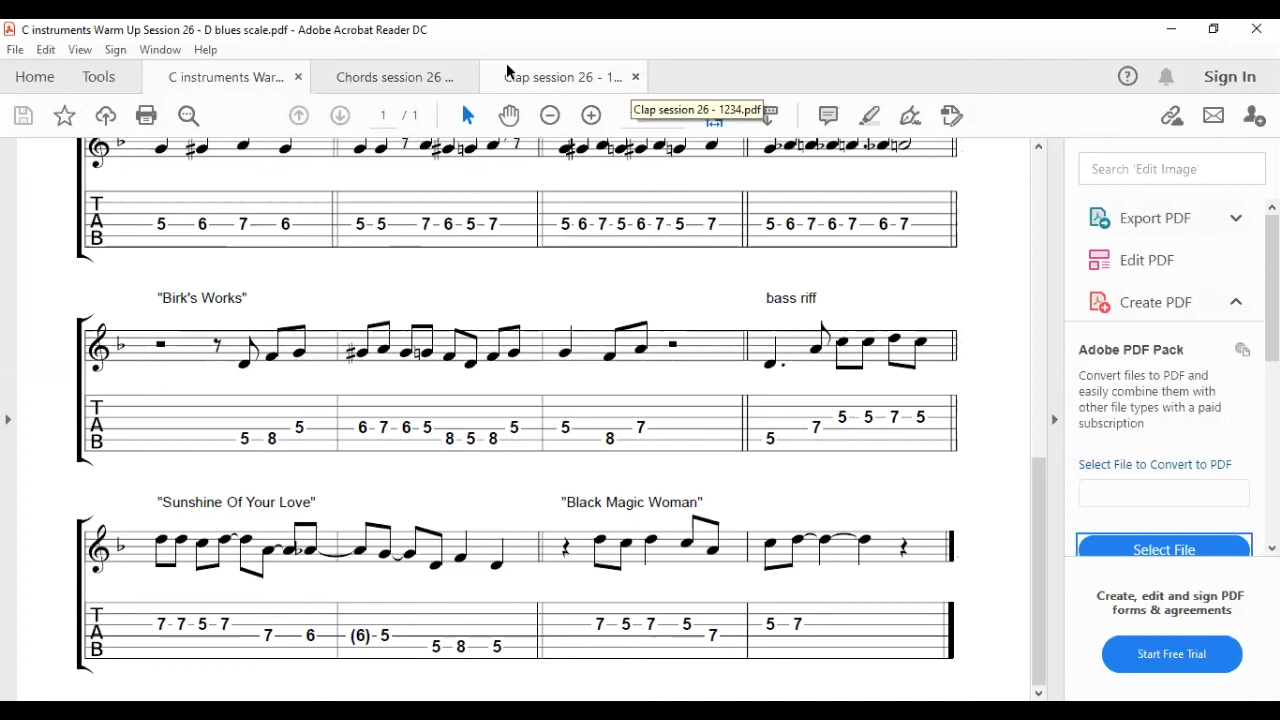 C instruments Warm Up Session 26 - D blues scale.pdf - Adobe Acrobat Reader DC
File Edit View Sign Window Help
Home Tools C instruments War... × Chords session 26 ... Clap session 26 - 1... × Sign In
1 / 1 Clap session 26 - 1234.pdf
Search 'Edit Image'
Export PDF
Edit PDF
Create PDF
Adobe PDF Pack
Convert files to PDF and
easily combine them with
other file types with a paid
subscription
Select File to Convert to PDF
Select File
Create, edit and sign PDF
forms & agreements
Start Free Trial
TAB 5 6 7 6 5 5 7 6 5 7 5 6 7 5 6 7 5 7 5 6 7 6 7 6 7
"Birk's Works" bass riff
TAB 5 8 5 6 7 6 5 8 5 8 5 5 8 7 5 7 5 5 7 5
"Sunshine Of Your Love" "Black Magic Woman"
TAB 7 7 5 7 7 6 (6) 5 5 8 5 7 5 7 5 7 5 7